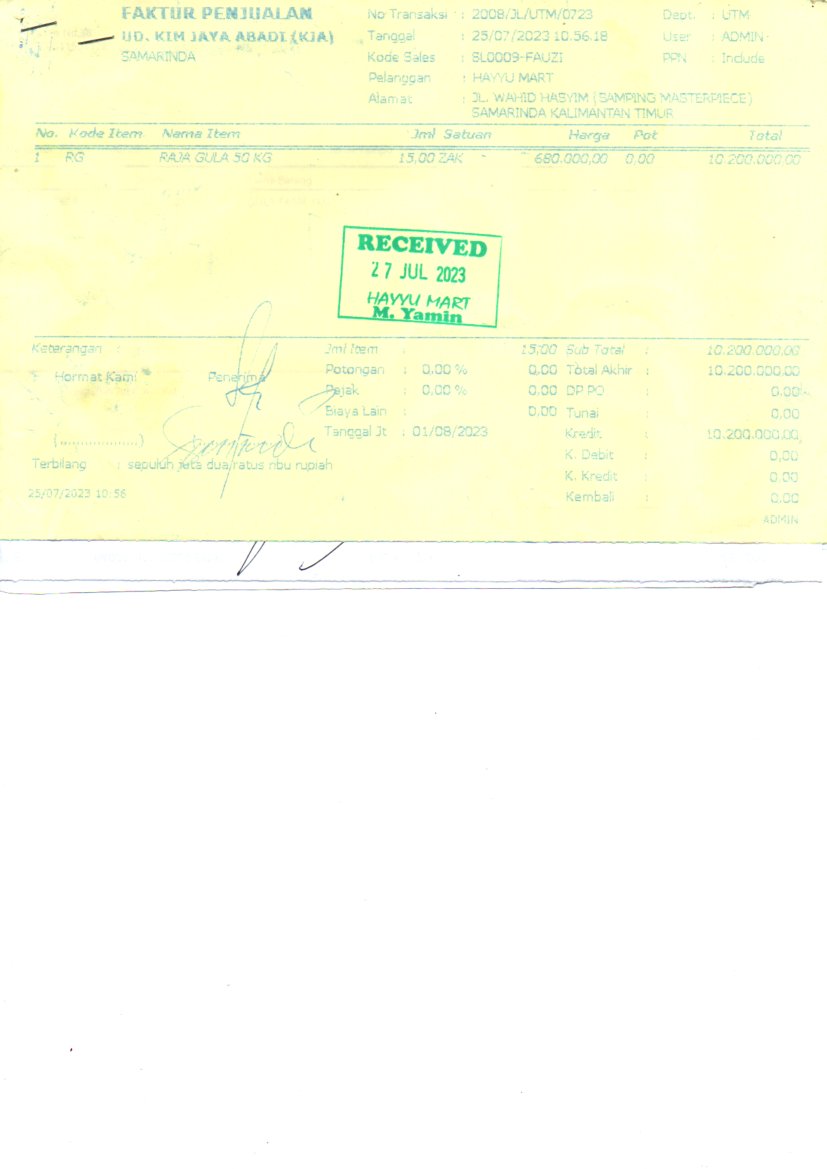 FAKTUR PENJUALAN
UD. KIM JAYA ABADI (KJA)
SAMARINDA
No Transaksi : 2008/JL/UTM/0723
Tanggal : 25/07/2023 10.56.18
Kode Sales : SL0009-FAUZI
Pelanggan : HAYYU MART
Alamat : JL. WAHID HASYIM (SAMPING MASTERPIECE)
SAMARINDA KALIMANTAN TIMUR
Dept. : UTM
User : ADMIN
PPN : Include
No. Kode Item Nama Item Jml Satuan Harga Pot Total
1 RG RAJA GULA 50 KG 15,00 ZAK 680.000,00 0,00 10.200.000,00
RECEIVED
27 JUL 2023
HAYYU MART
M. Yamin
Keterangan :
Hormat Kami Penerima
(....................)
Jml Item : 15,00
Potongan : 0.00 % 0,00
Pajak : 0.00 % 0.00
Biaya Lain : 0,00
Tanggal Jt : 01/08/2023
Sub Total : 10.200.000,00
Total Akhir : 10.200.000,00
DP PO : 0,00
Tunai : 0,00
Kredit : 10.200.000,00
K. Debit : 0,00
K. Kredit : 0,00
Kembali : 0,00
Terbilang : sepuluh juta dua ratus ribu rupiah
25/07/2023 10:56
ADMIN